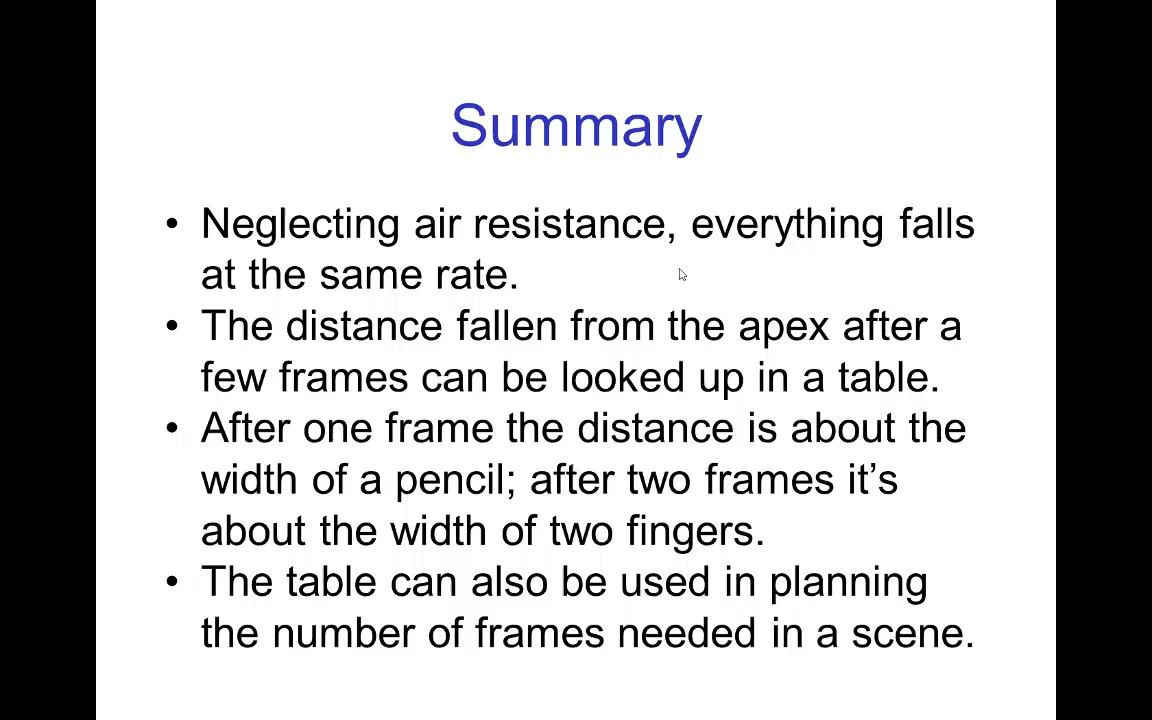 Summary
• Neglecting air resistance, everything falls
at the same rate.
• The distance fallen from the apex after a
few frames can be looked up in a table.
• After one frame the distance is about the
width of a pencil; after two frames it’s
about the width of two fingers.
• The table can also be used in planning
the number of frames needed in a scene.